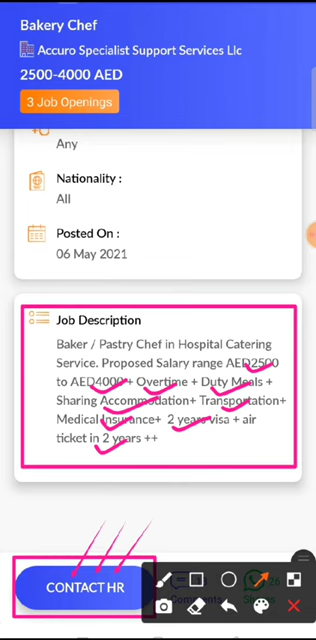 Bakery Chef
Accuro Specialist Support Services Llc
2500-4000 AED
3 Job Openings
Any
Nationality :
All
Posted On :
06 May 2021
Job Description
Baker / Pastry Chef in Hospital Catering
Service. Proposed Salary range AED2500
to AED4000+ Overtime + Duty Meals +
Sharing Accommodation+ Transportation+
Medical Insurance+ 2 years visa + air
ticket in 2 years ++
CONTACT HR